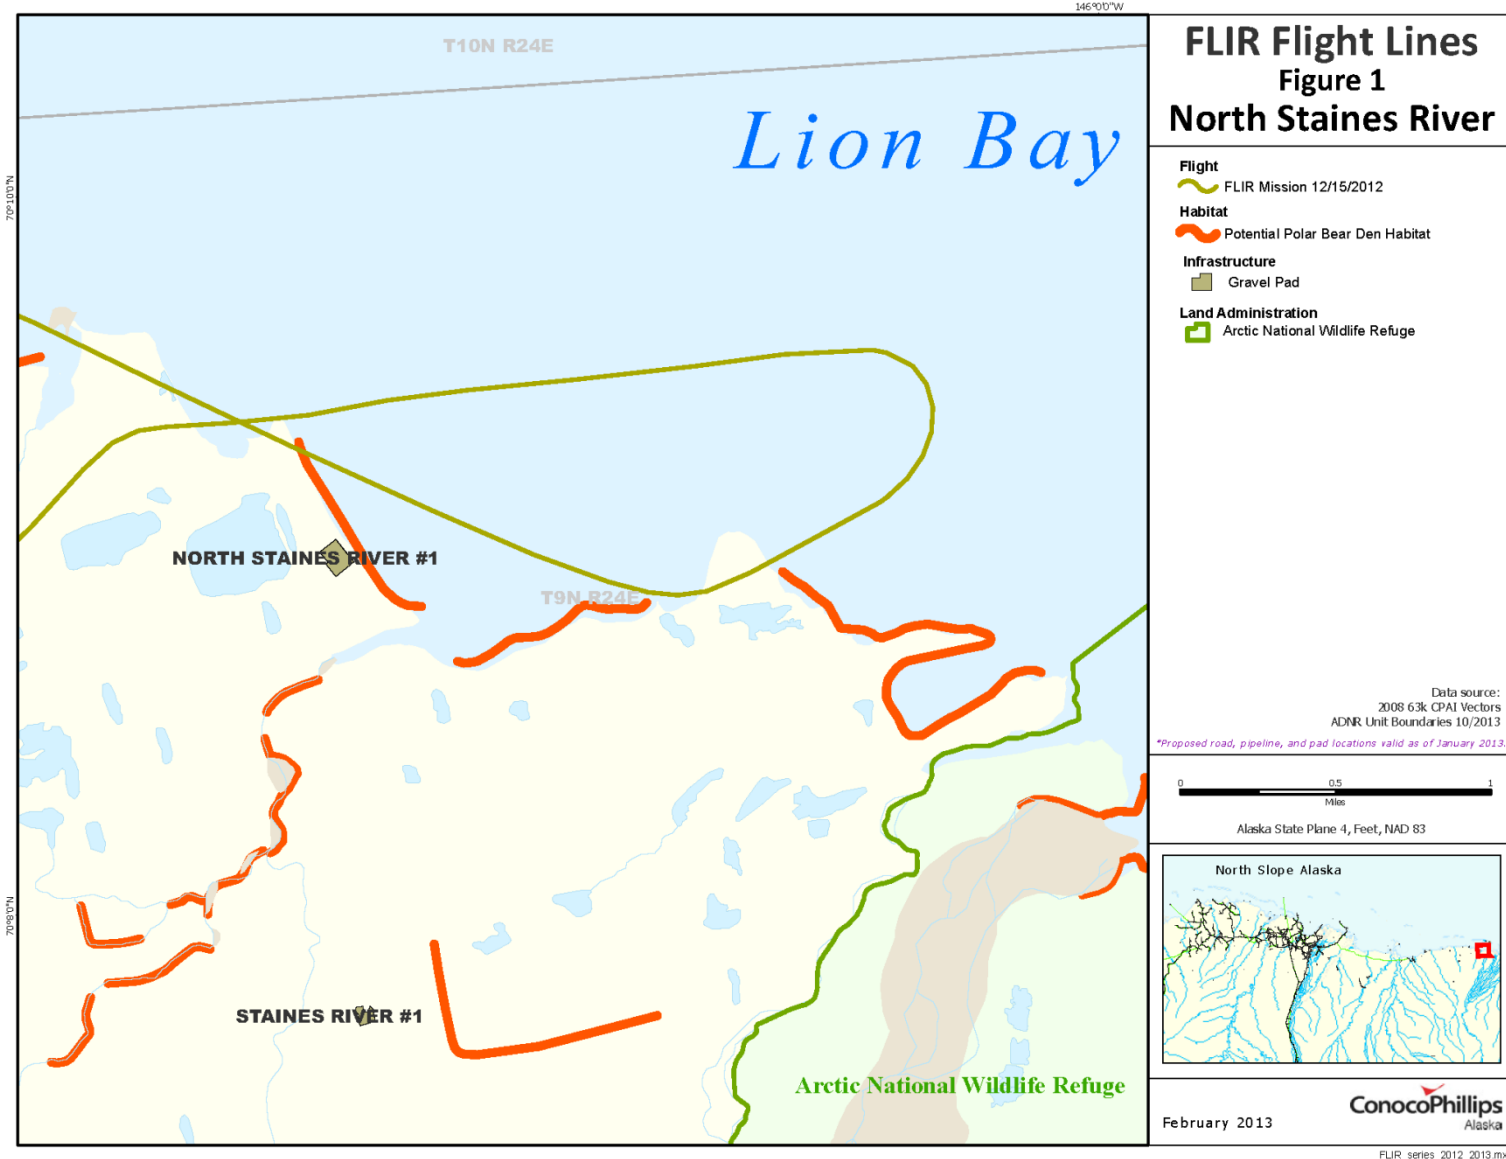 146°0'0"W
T10N R24E
Lion Bay
70°10'0"N
NORTH STAINES RIVER #1
T9N R24E
70°8'0"N
STAINES RIVER #1
Arctic National Wildlife Refuge
FLIR Flight Lines
Figure 1
North Staines River
Flight
FLIR Mission 12/15/2012
Habitat
Potential Polar Bear Den Habitat
Infrastructure
Gravel Pad
Land Administration
Arctic National Wildlife Refuge
Data source:
2008 63k CPAI Vectors
ADNR Unit Boundaries 10/2013
*Proposed road, pipeline, and pad locations valid as of January 2013.
0 0.5 1
Miles
Alaska State Plane 4, Feet, NAD 83
North Slope Alaska
February 2013
ConocoPhillips
Alaska
FLIR_series_2012_2013.mx